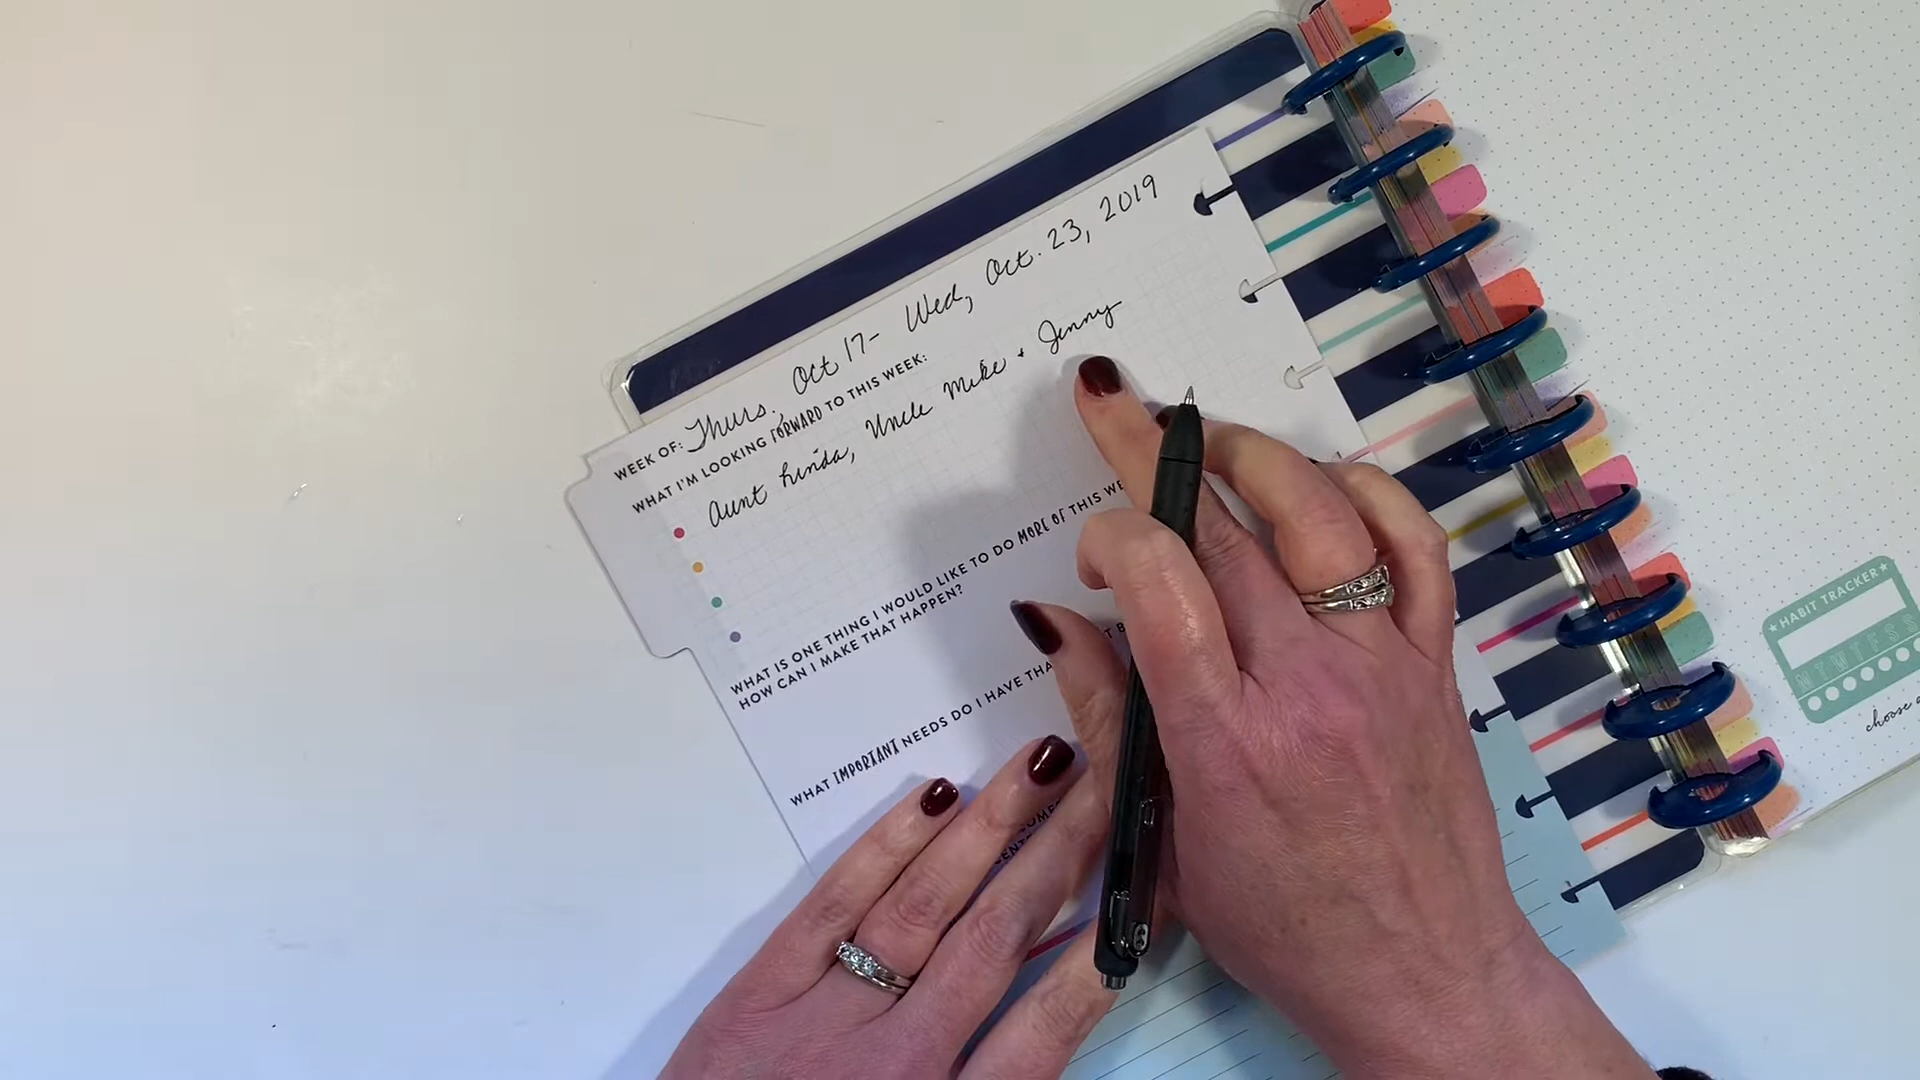 WEEK OF: Thurs., Oct 17- Wed, Oct. 23, 2019
WHAT I'M LOOKING FORWARD TO THIS WEEK:
Aunt Linda, Uncle Mike + Jenny
WHAT IS ONE THING I WOULD LIKE TO DO MORE OF THIS
HOW CAN I MAKE THAT HAPPEN?
WHAT IMPORTANT NEEDS DO I HAVE
HABIT TRACKER
M T W T F S S
choose